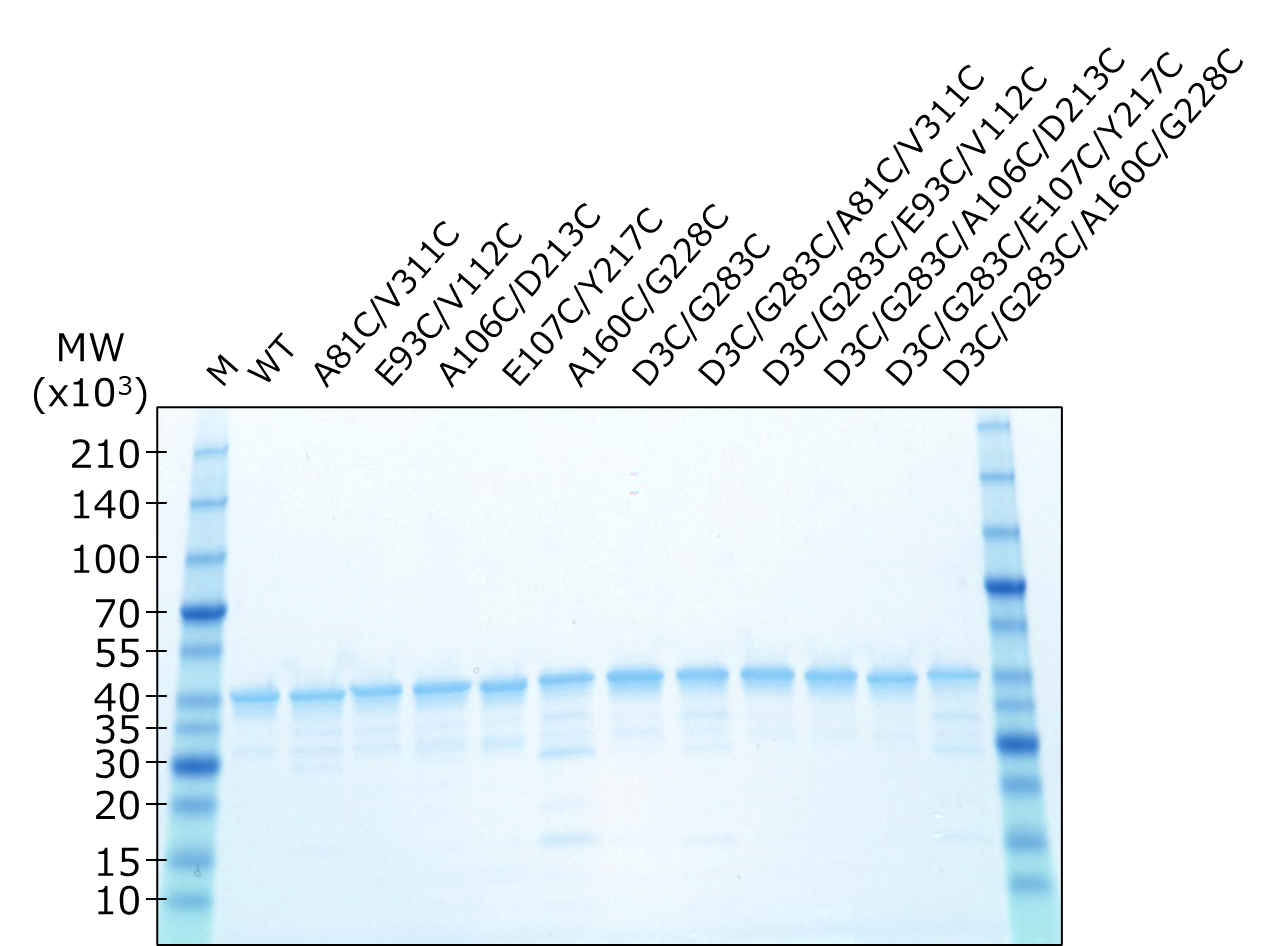 MW
(x10³)
M
WT
A81C/V311C
E93C/V112C
A106C/D213C
E107C/Y217C
A160C/G228C
D3C/G283C
D3C/G283C/A81C/V311C
D3C/G283C/E93C/V112C
D3C/G283C/A106C/D213C
D3C/G283C/E107C/Y217C
D3C/G283C/A160C/G228C
210
140
100
70
55
40
35
30
20
15
10